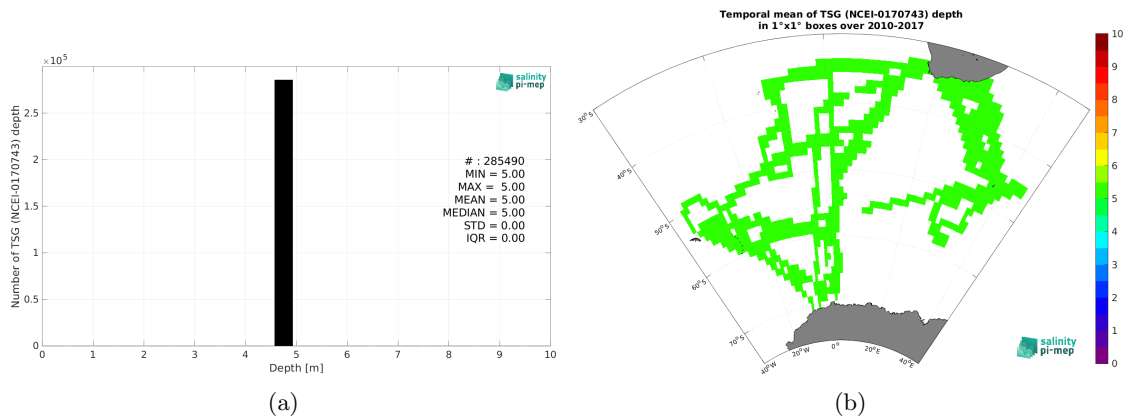 ×10^5
Number of TSG (NCEI-0170743) depth
2.5
2
1.5
1
0.5
0
0 1 2 3 4 5 6 7 8 9 10
Depth [m]
salinity
pi-mep
# : 285490
MIN = 5.00
MAX = 5.00
MEAN = 5.00
MEDIAN = 5.00
STD = 0.00
IQR = 0.00
(a)
Temporal mean of TSG (NCEI-0170743) depth
in 1°x1° boxes over 2010-2017
30°S
40°S
50°S
60°S
70°S
40°W
20°W
0°
20°E
40°E
10
9
8
7
6
5
4
3
2
1
0
salinity
pi-mep
(b)